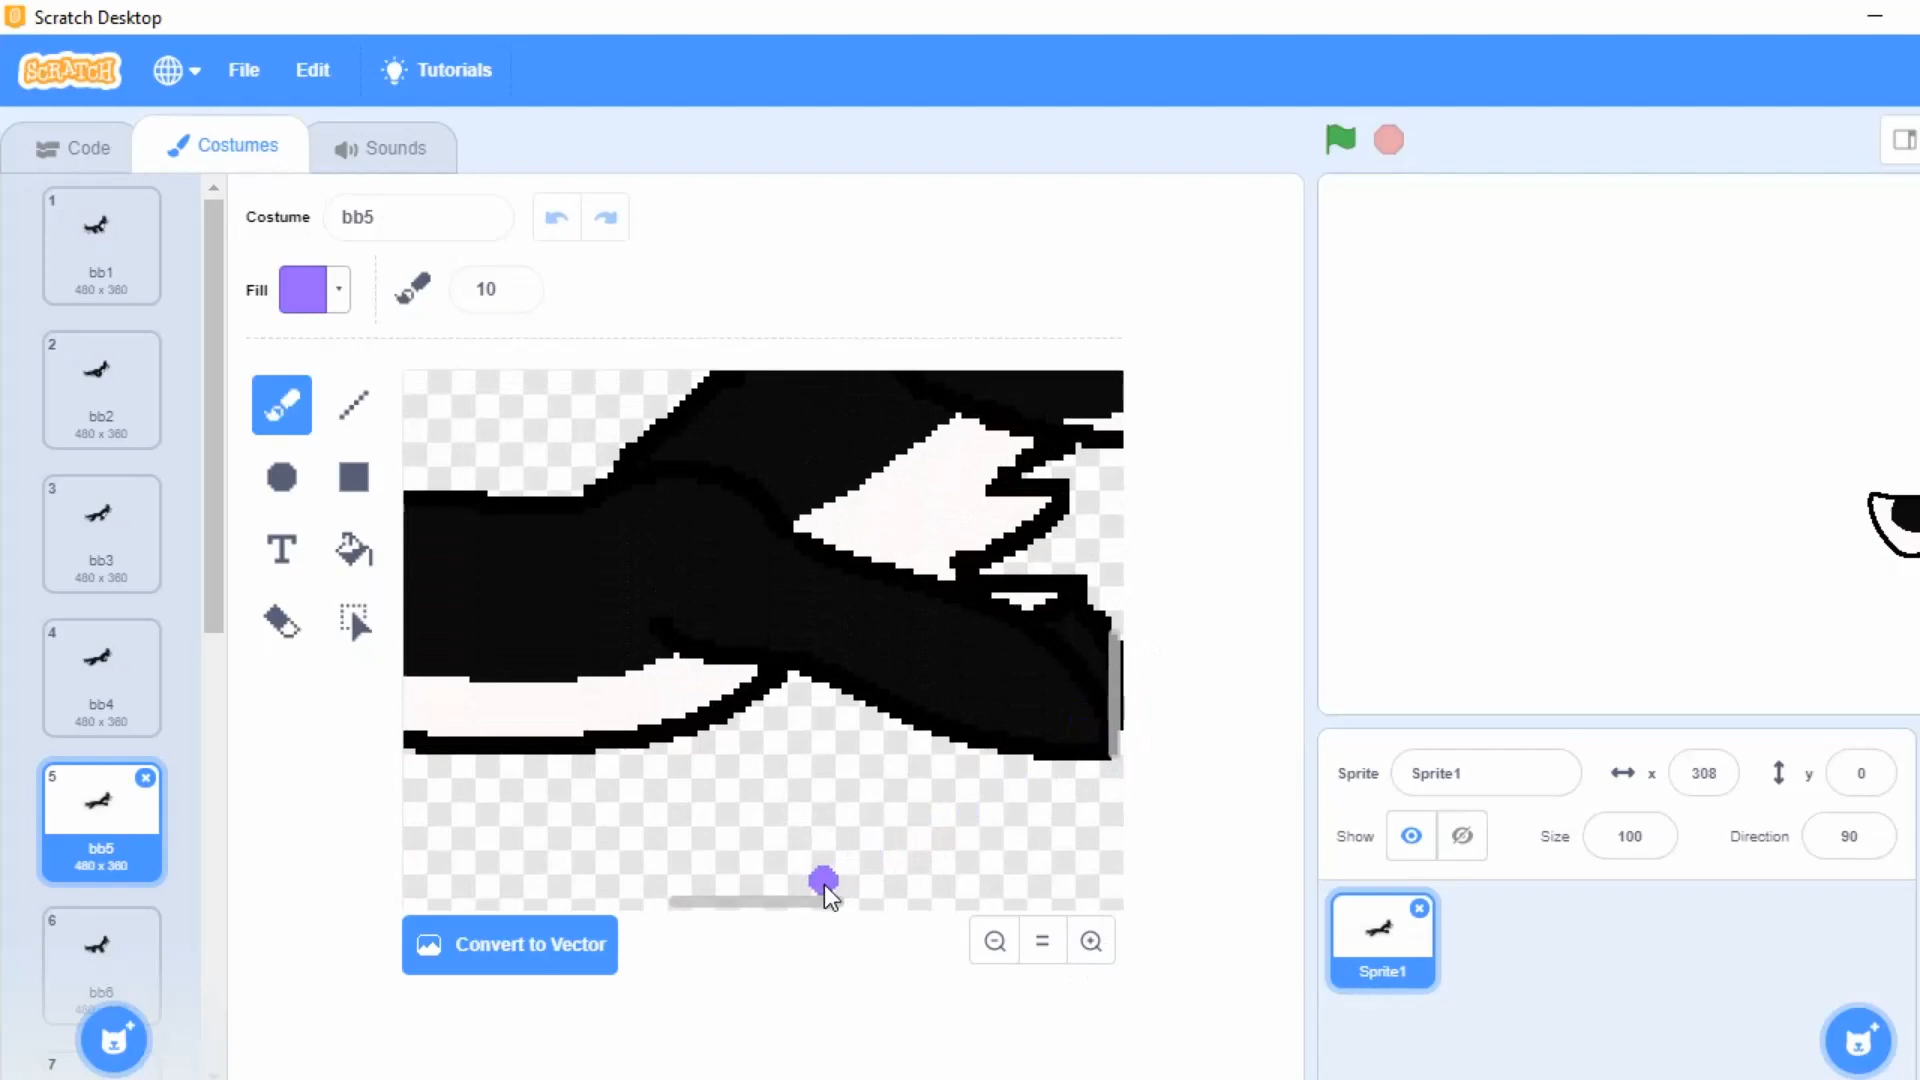 Scratch Desktop
SCRATCH File Edit Tutorials
Code Costumes Sounds
1
bb1
480 x 360
2
bb2
480 x 360
3
bb3
480 x 360
4
bb4
480 x 360
5
bb5
480 x 360
6
bb6
7
Costume bb5
Fill 10
T
Convert to Vector
Sprite Sprite1 x 308 y 0
Show Size 100 Direction 90
Sprite1